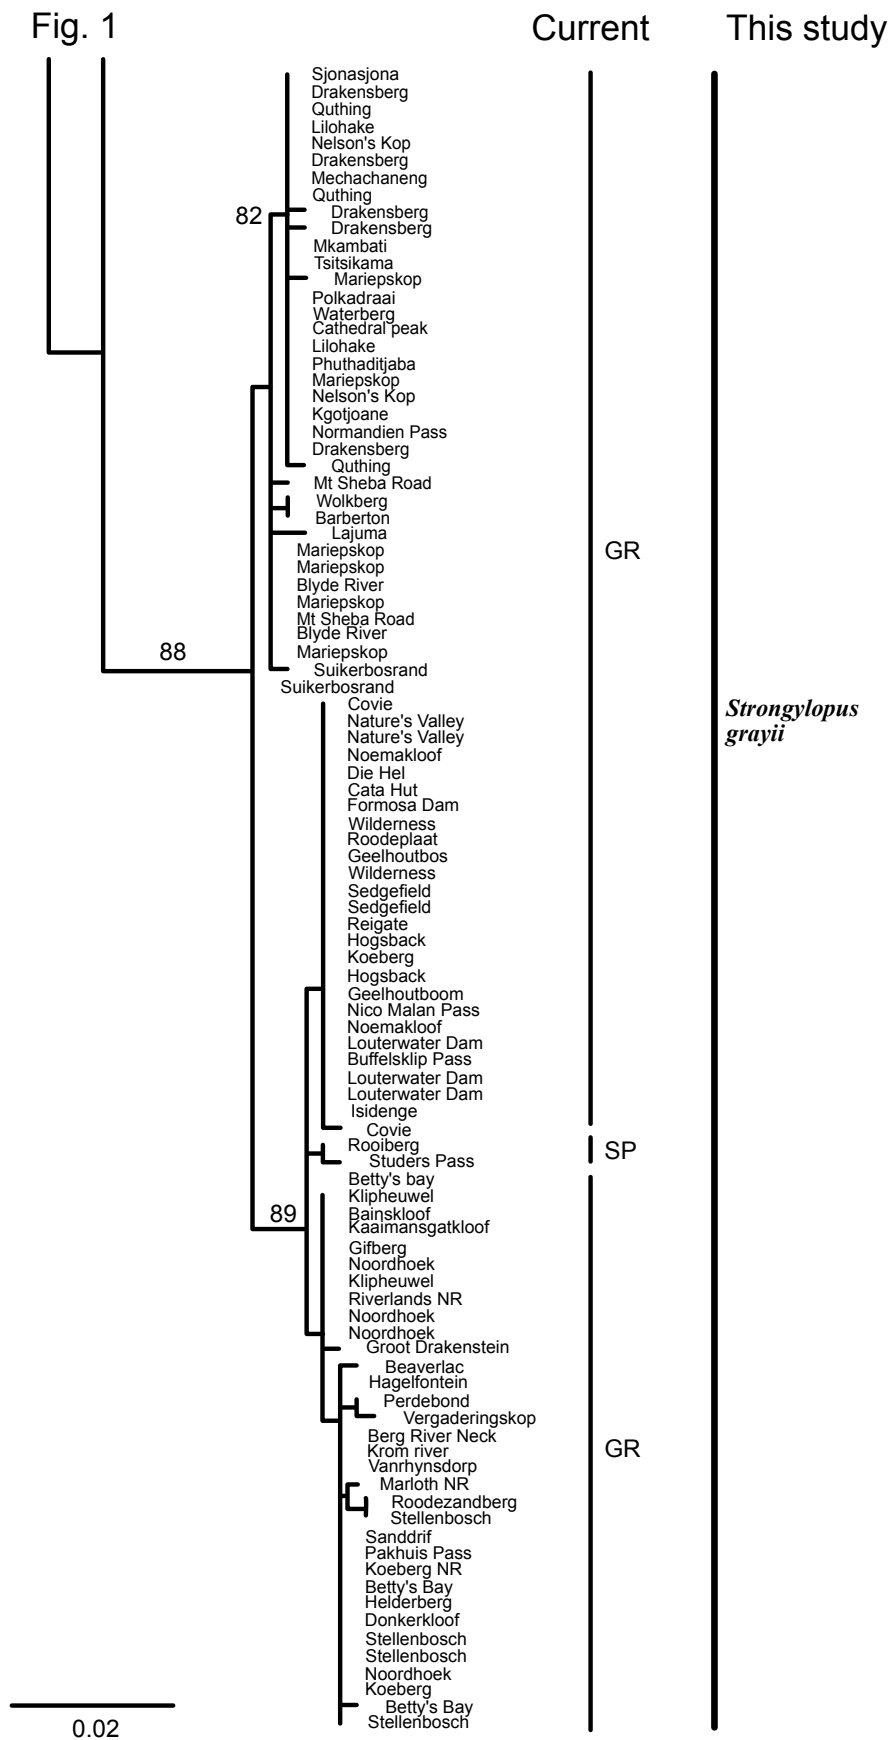 Fig. 1
Current
This study
Sjonasjona
Drakensberg
Quthing
Lilohake
Nelson's Kop
Drakensberg
Mechachaneng
Quthing
82
Drakensberg
Drakensberg
Mkambati
Tsitsikama
Mariepskop
Polkadraai
Waterberg
Cathedral peak
Lilohake
Phuthaditjaba
Mariepskop
Nelson's Kop
Kgotjoane
Normandien Pass
Drakensberg
Quthing
Mt Sheba Road
Wolkberg
Barberton
Lajuma
Mariepskop
GR
Mariepskop
Blyde River
Mariepskop
Mt Sheba Road
Blyde River
Mariepskop
88
Suikerbosrand
Suikerbosrand
Covie
Strongylopus
grayii
Nature's Valley
Nature's Valley
Noemakloof
Die Hel
Cata Hut
Formosa Dam
Wilderness
Roodeplaat
Geelhoutbos
Wilderness
Sedgefield
Sedgefield
Reigate
Hogsback
Koeberg
Hogsback
Geelhoutboom
Nico Malan Pass
Noemakloof
Louterwater Dam
Buffelsklip Pass
Louterwater Dam
Louterwater Dam
Isidenge
Covie
Rooiberg
SP
Studers Pass
Betty's bay
Klipheuwel
89
Bainskloof
Kaaimansgatkloof
Gifberg
Noordhoek
Klipheuwel
Riverlands NR
Noordhoek
Noordhoek
Groot Drakenstein
Beaverlac
Hagelfontein
Perdebond
Vergaderingskop
Berg River Neck
GR
Krom river
Vanrhynsdorp
Marloth NR
Roodezandberg
Stellenbosch
Sanddrif
Pakhuis Pass
Koeberg NR
Betty's Bay
Helderberg
Donkerkloof
Stellenbosch
Stellenbosch
Noordhoek
Koeberg
Betty's Bay
Stellenbosch
0.02